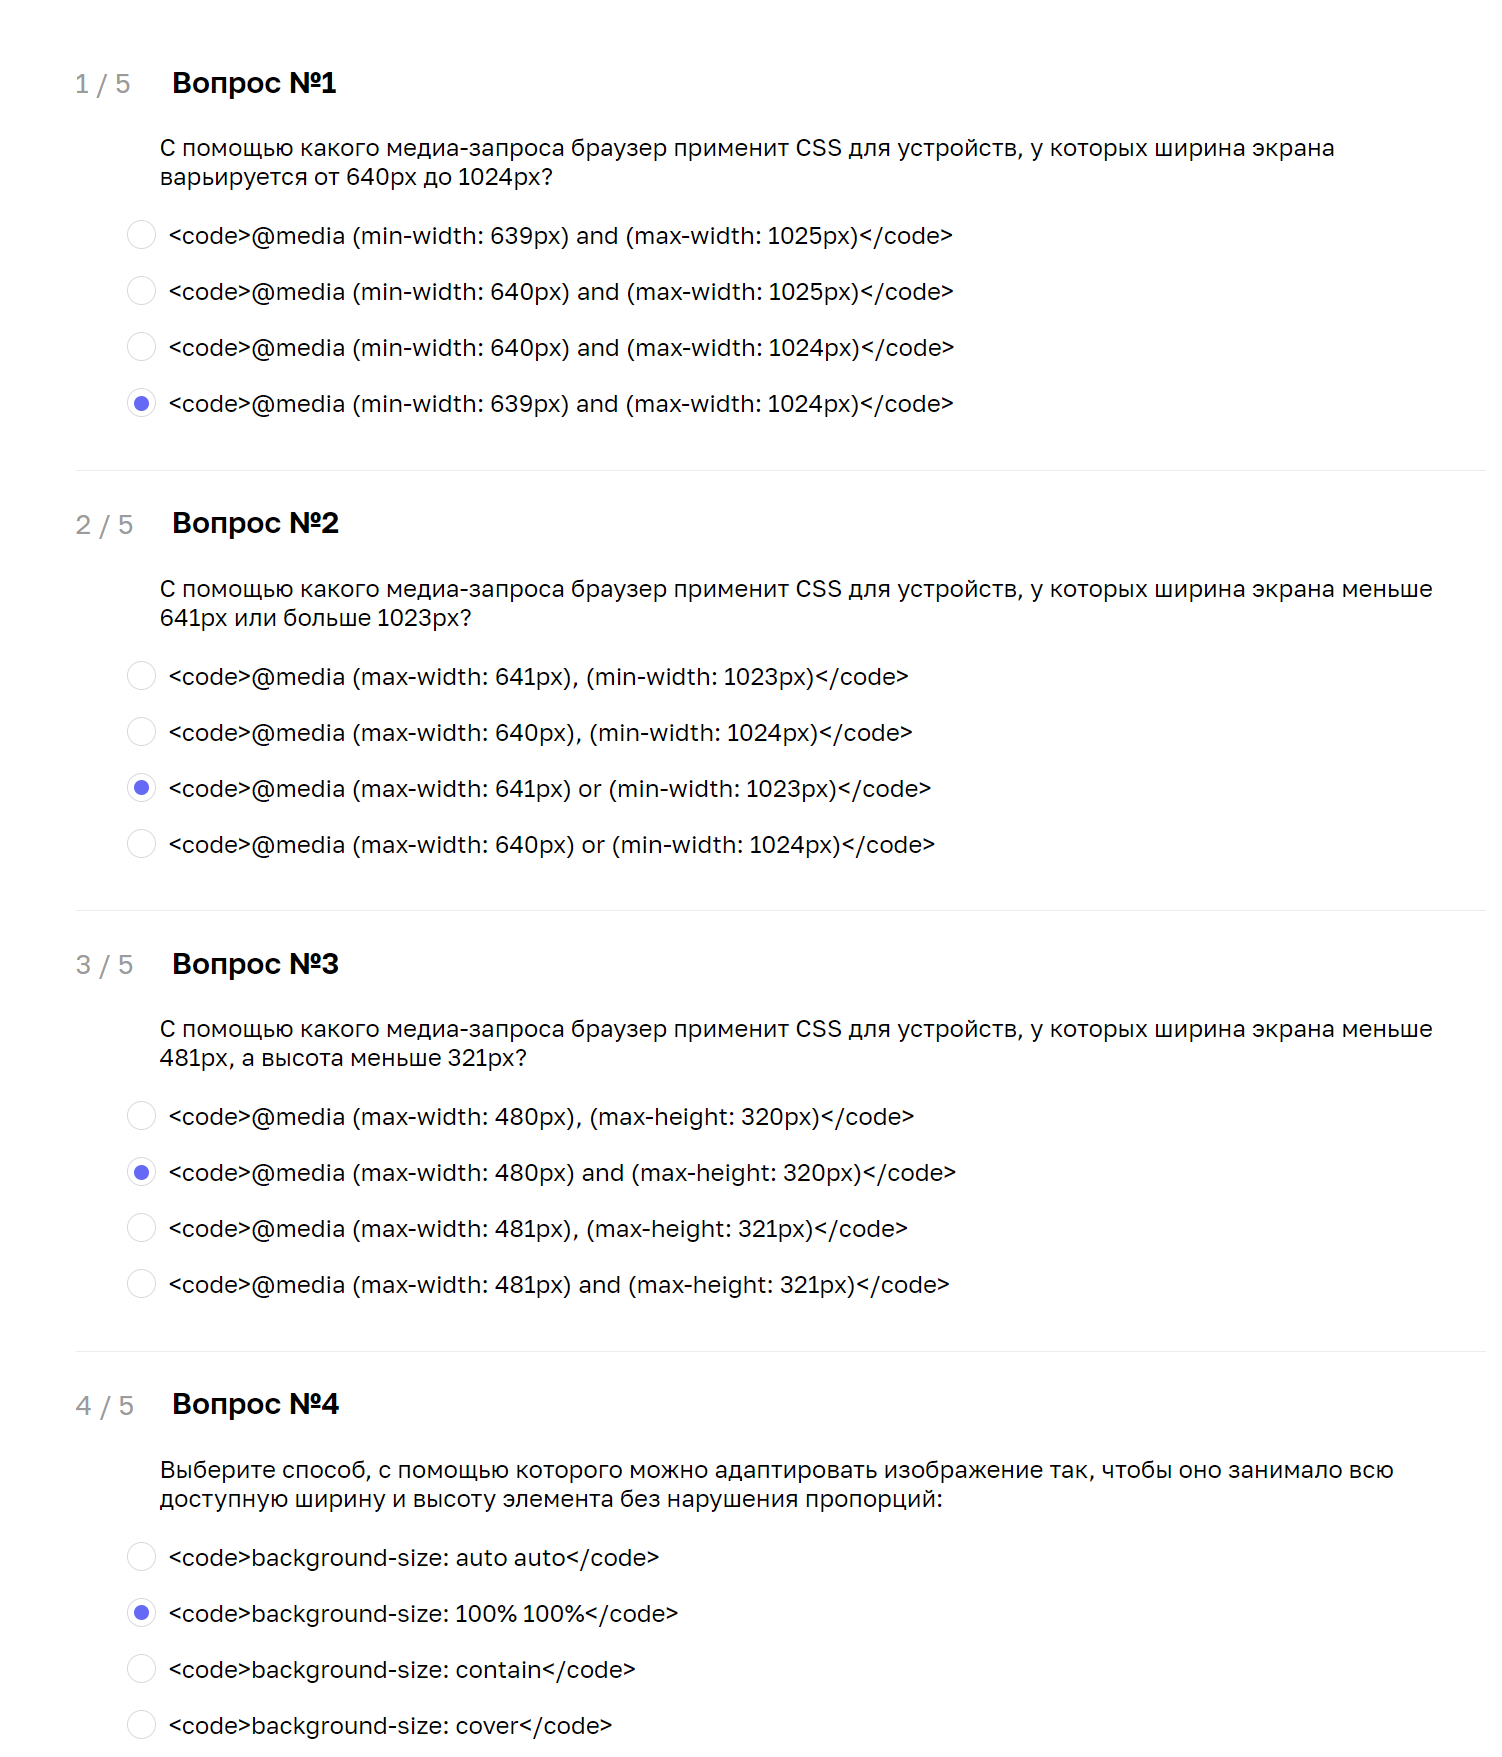 1 / 5 Вопрос №1
С помощью какого медиа-запроса браузер применит CSS для устройств, у которых ширина экрана
варьируется от 640px до 1024px?
<code>@media (min-width: 639px) and (max-width: 1025px)</code>
<code>@media (min-width: 640px) and (max-width: 1025px)</code>
<code>@media (min-width: 640px) and (max-width: 1024px)</code>
<code>@media (min-width: 639px) and (max-width: 1024px)</code>
2 / 5 Вопрос №2
С помощью какого медиа-запроса браузер применит CSS для устройств, у которых ширина экрана меньше
641px или больше 1023px?
<code>@media (max-width: 641px), (min-width: 1023px)</code>
<code>@media (max-width: 640px), (min-width: 1024px)</code>
<code>@media (max-width: 641px) or (min-width: 1023px)</code>
<code>@media (max-width: 640px) or (min-width: 1024px)</code>
3 / 5 Вопрос №3
С помощью какого медиа-запроса браузер применит CSS для устройств, у которых ширина экрана меньше
481px, а высота меньше 321px?
<code>@media (max-width: 480px), (max-height: 320px)</code>
<code>@media (max-width: 480px) and (max-height: 320px)</code>
<code>@media (max-width: 481px), (max-height: 321px)</code>
<code>@media (max-width: 481px) and (max-height: 321px)</code>
4 / 5 Вопрос №4
Выберите способ, с помощью которого можно адаптировать изображение так, чтобы оно занимало всю
доступную ширину и высоту элемента без нарушения пропорций:
<code>background-size: auto auto</code>
<code>background-size: 100% 100%</code>
<code>background-size: contain</code>
<code>background-size: cover</code>